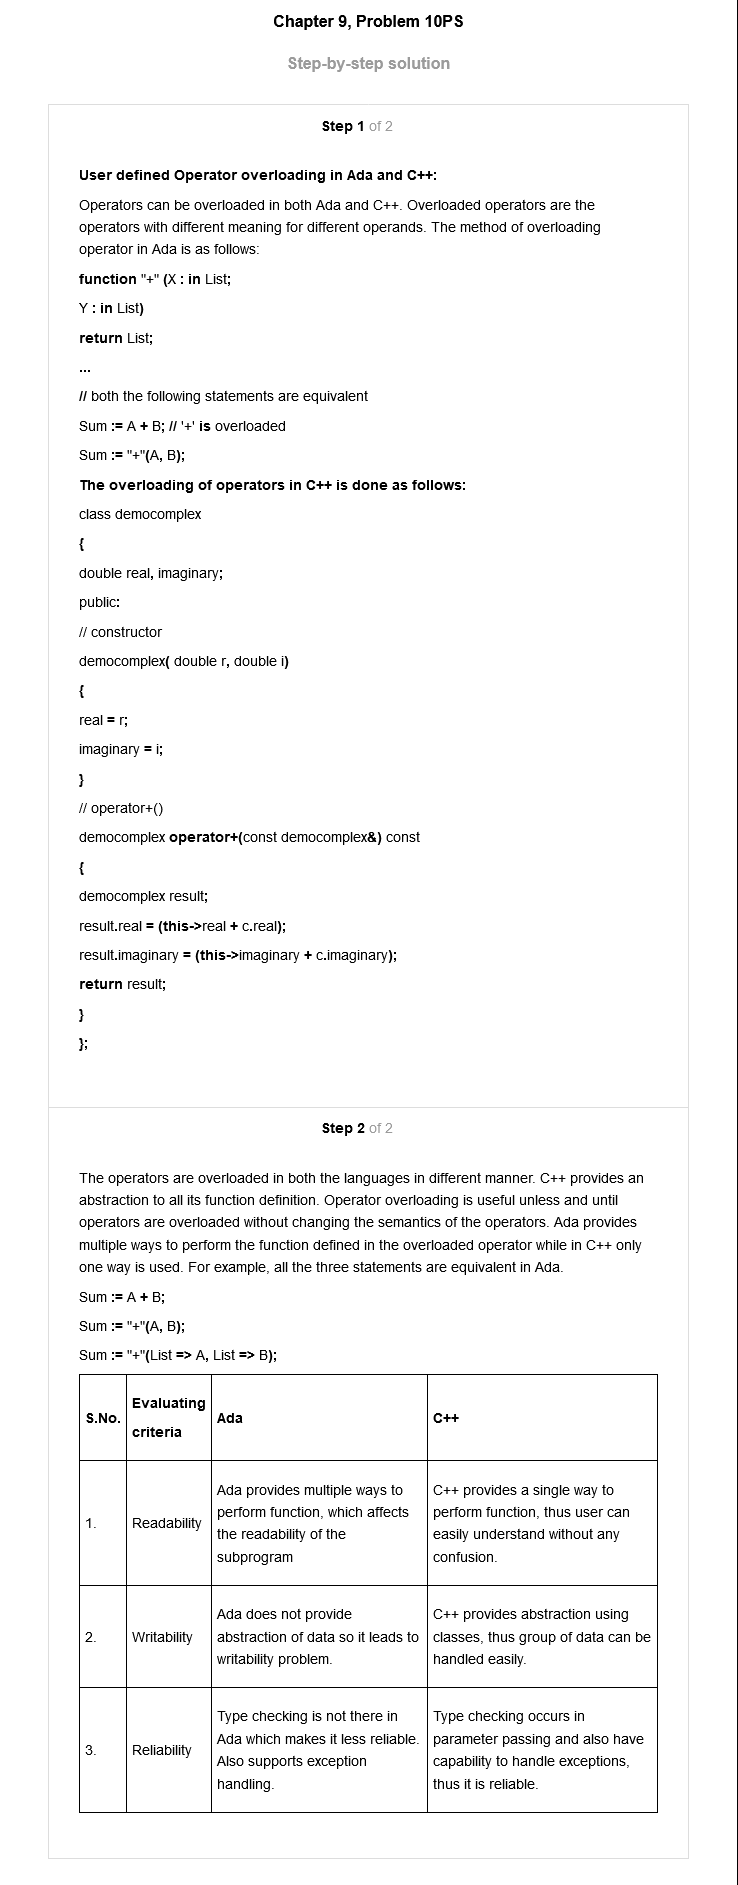 Chapter 9, Problem 10PS
Step-by-step solution
Step 1 of 2
User defined Operator overloading in Ada and C++:
Operators can be overloaded in both Ada and C++. Overloaded operators are the
operators with different meaning for different operands. The method of overloading
operator in Ada is as follows:
function "+" (X : in List;
Y : in List)
return List;
...
// both the following statements are equivalent
Sum := A + B; // '+' is overloaded
Sum := "+"(A, B);
The overloading of operators in C++ is done as follows:
class democomplex
{
double real, imaginary;
public:
// constructor
democomplex( double r, double i)
{
real = r;
imaginary = i;
}
// operator+()
democomplex operator+(const democomplex&) const
{
democomplex result;
result.real = (this->real + c.real);
result.imaginary = (this->imaginary + c.imaginary);
return result;
}
};
Step 2 of 2
The operators are overloaded in both the languages in different manner. C++ provides an
abstraction to all its function definition. Operator overloading is useful unless and until
operators are overloaded without changing the semantics of the operators. Ada provides
multiple ways to perform the function defined in the overloaded operator while in C++ only
one way is used. For example, all the three statements are equivalent in Ada.
Sum := A + B;
Sum := "+"(A, B);
Sum := "+"(List => A, List => B);
S.No.
Evaluating
criteria
Ada
C++
1.
Readability
Ada provides multiple ways to
perform function, which affects
the readability of the
subprogram
C++ provides a single way to
perform function, thus user can
easily understand without any
confusion.
2.
Writability
Ada does not provide
abstraction of data so it leads to
writability problem.
C++ provides abstraction using
classes, thus group of data can be
handled easily.
3.
Reliability
Type checking is not there in
Ada which makes it less reliable.
Also supports exception
handling.
Type checking occurs in
parameter passing and also have
capability to handle exceptions,
thus it is reliable.